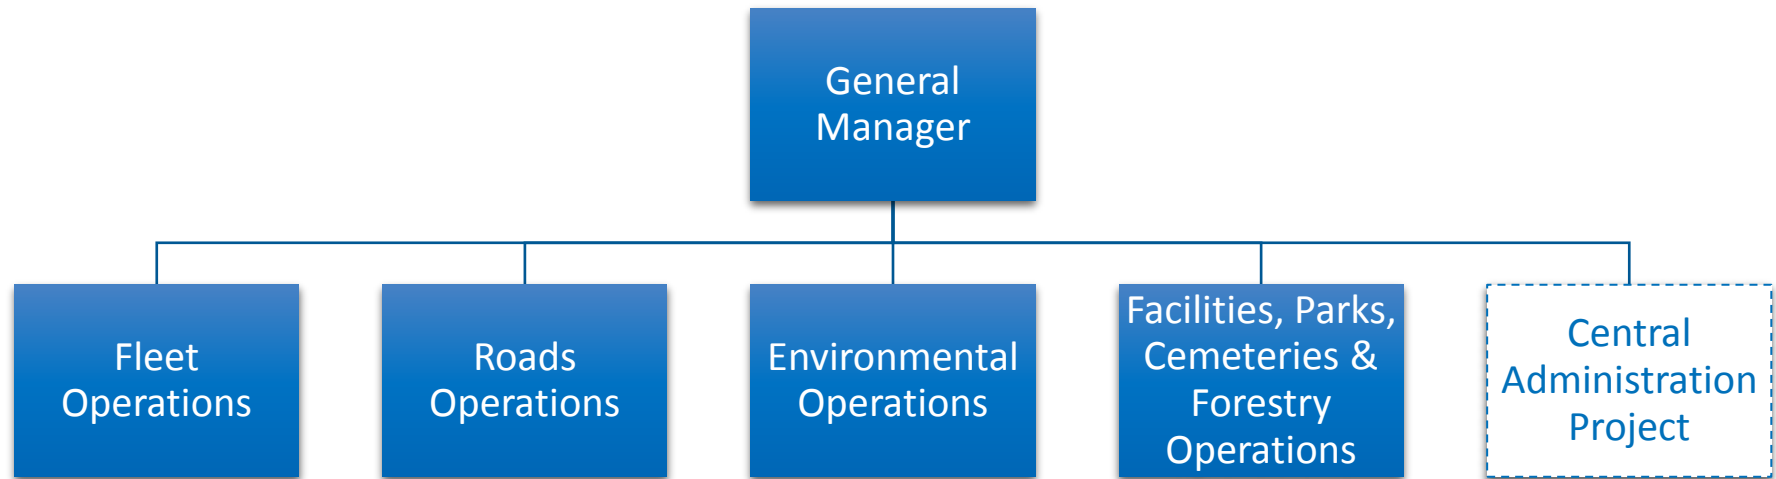 General
Manager
Fleet
Operations
Roads
Operations
Environmental
Operations
Facilities, Parks,
Cemeteries &
Forestry
Operations
Central
Administration
Project